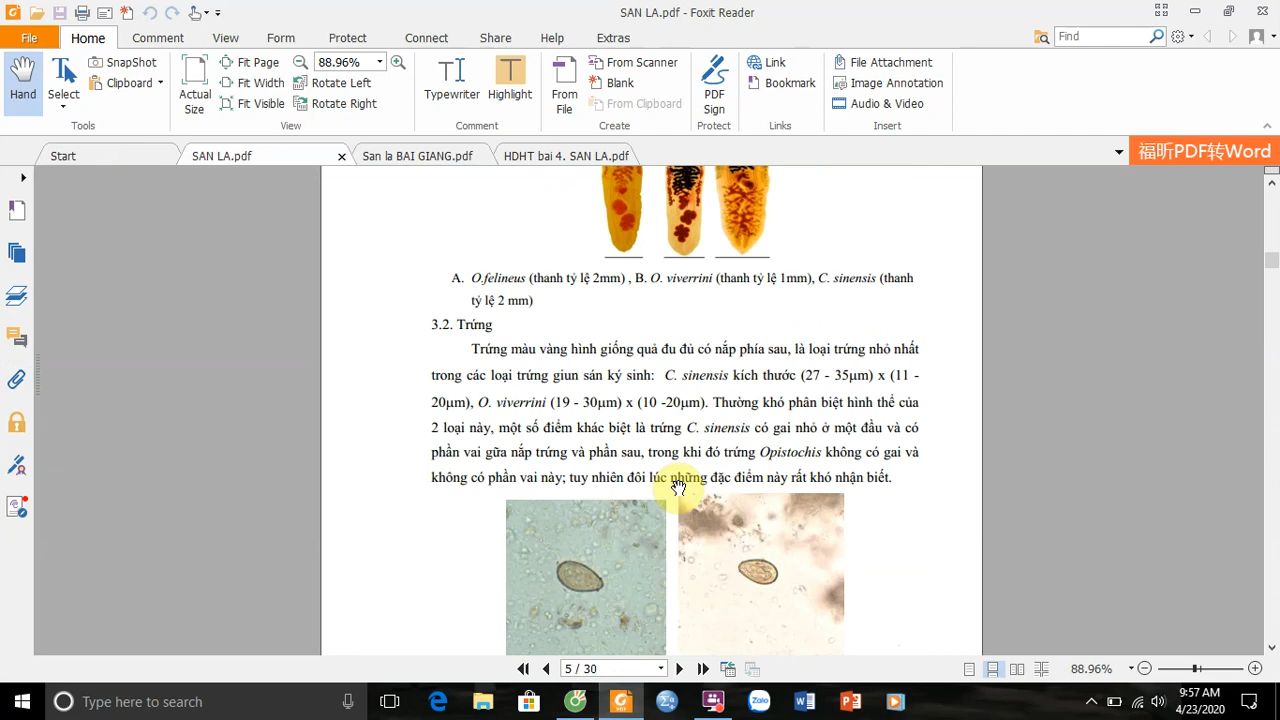 SAN LA.pdf - Foxit Reader
File Home Comment View Form Protect Connect Share Help Extras Find
Hand
Select
SnapShot
Clipboard
Tools
Actual Size
Fit Page
Fit Width
Fit Visible
88.96%
Rotate Left
Rotate Right
View
Typewriter
Highlight
Comment
From File
From Scanner
Blank
From Clipboard
Create
PDF Sign
Protect
Link
Bookmark
Links
File Attachment
Image Annotation
Audio & Video
Insert
Start SAN LA.pdf San la BAI GIANG.pdf HDHT bai 4. SAN LA.pdf 福昕PDF转Word
A. O.felineus (thanh tỷ lệ 2mm) , B. O. viverrini (thanh tỷ lệ 1mm), C. sinensis (thanh
tỷ lệ 2 mm)
3.2. Trứng
Trứng màu vàng hình giống quả đu đủ có nắp phía sau, là loại trứng nhỏ nhất
trong các loại trứng giun sán ký sinh: C. sinensis kích thước (27 - 35μm) x (11 -
20μm), O. viverrini (19 - 30μm) x (10 -20μm). Thường khó phân biệt hình thể của
2 loại này, một số điểm khác biệt là trứng C. sinensis có gai nhỏ ở một đầu và có
phần vai gữa nắp trứng và phần sau, trong khi đó trứng Opistochis không có gai và
không có phần vai này; tuy nhiên đôi lúc những đặc điểm này rất khó nhận biết.
5 / 30 88.96%
Type here to search
Zalo
9:57 AM
4/23/2020